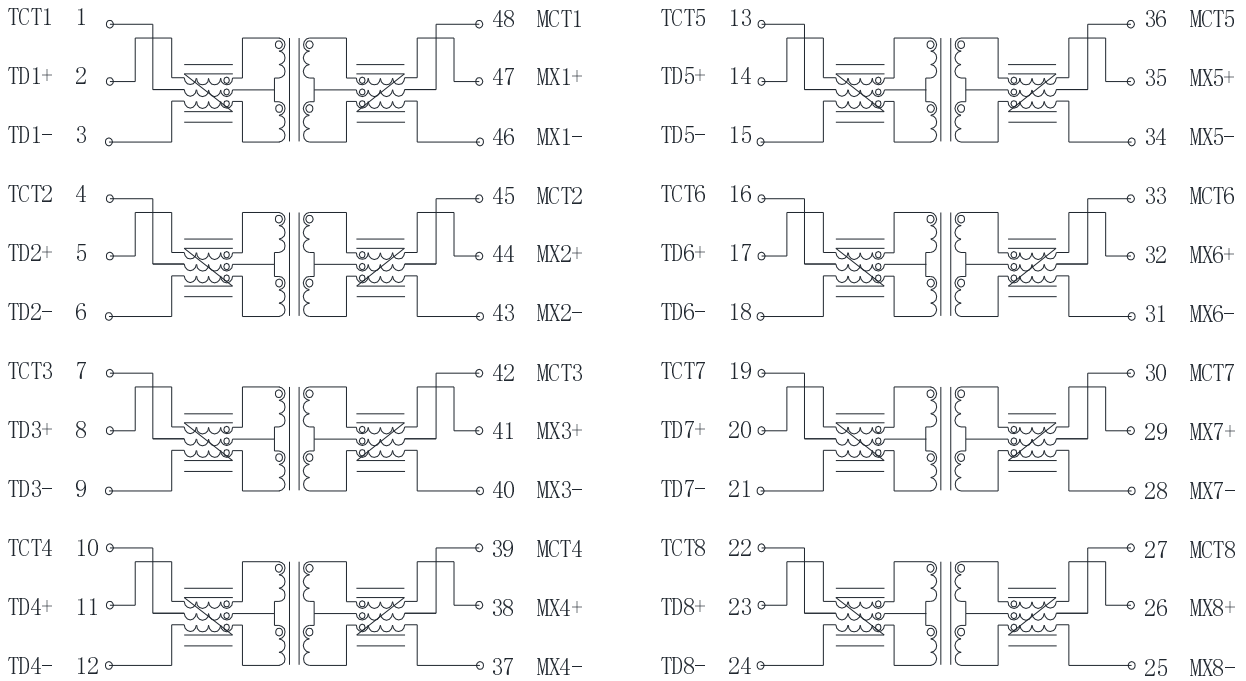 TCT1 1 48 MCT1 TCT5 13 36 MCT5
TD1+ 2 47 MX1+ TD5+ 14 35 MX5+
TD1- 3 46 MX1- TD5- 15 34 MX5-
TCT2 4 45 MCT2 TCT6 16 33 MCT6
TD2+ 5 44 MX2+ TD6+ 17 32 MX6+
TD2- 6 43 MX2- TD6- 18 31 MX6-
TCT3 7 42 MCT3 TCT7 19 30 MCT7
TD3+ 8 41 MX3+ TD7+ 20 29 MX7+
TD3- 9 40 MX3- TD7- 21 28 MX7-
TCT4 10 39 MCT4 TCT8 22 27 MCT8
TD4+ 11 38 MX4+ TD8+ 23 26 MX8+
TD4- 12 37 MX4- TD8- 24 25 MX8-